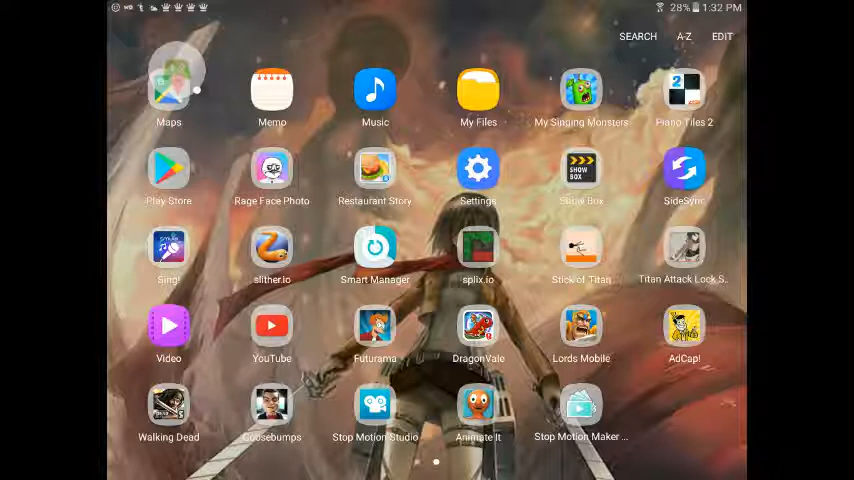 28% 1:32 PM
SEARCH A-Z EDIT
Maps Memo Music My Files My Singing Monsters Piano Tiles 2
Play Store Rage Face Photo Restaurant Story Settings Show Box SideSync
Sing! slither.io Smart Manager splix.io Stick of Titan Titan Attack Lock S..
Video YouTube Futurama DragonVale Lords Mobile AdCap!
Walking Dead Goosebumps Stop Motion Studio Animate It Stop Motion Maker ...